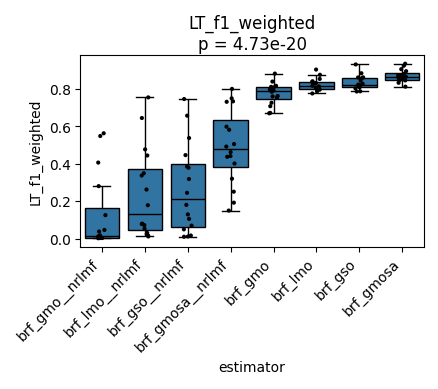 LT_f1_weighted
p = 4.73e-20
LT_f1_weighted
0.8
0.6
0.4
0.2
0.0
brf_gmo__nrlmf
brf_lmo__nrlmf
brf_gso__nrlmf
brf_gmosa__nrlmf
brf_gmo
brf_lmo
brf_gso
brf_gmosa
estimator